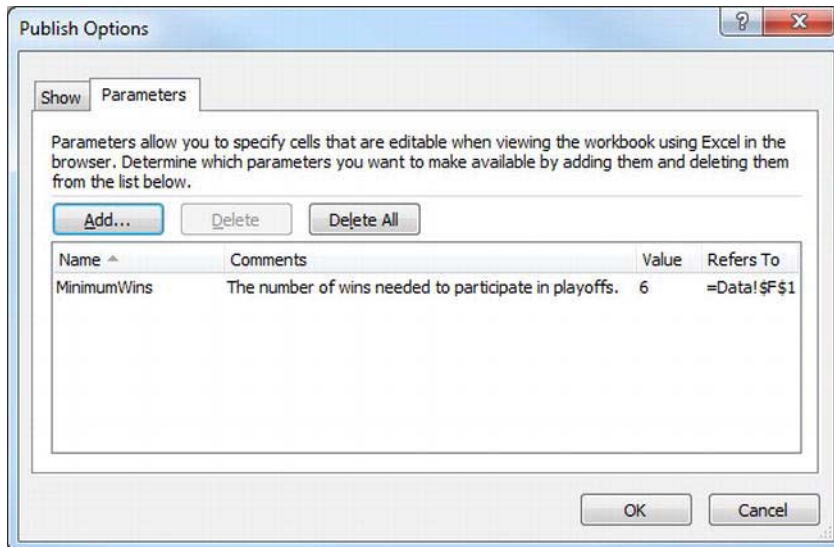 Publish Options
Show Parameters
Parameters allow you to specify cells that are editable when viewing the workbook using Excel in the
browser. Determine which parameters you want to make available by adding them and deleting them
from the list below.
Add... Delete Delete All
Name Comments Value Refers To
MinimumWins The number of wins needed to participate in playoffs. 6 =Data!$F$1
OK Cancel